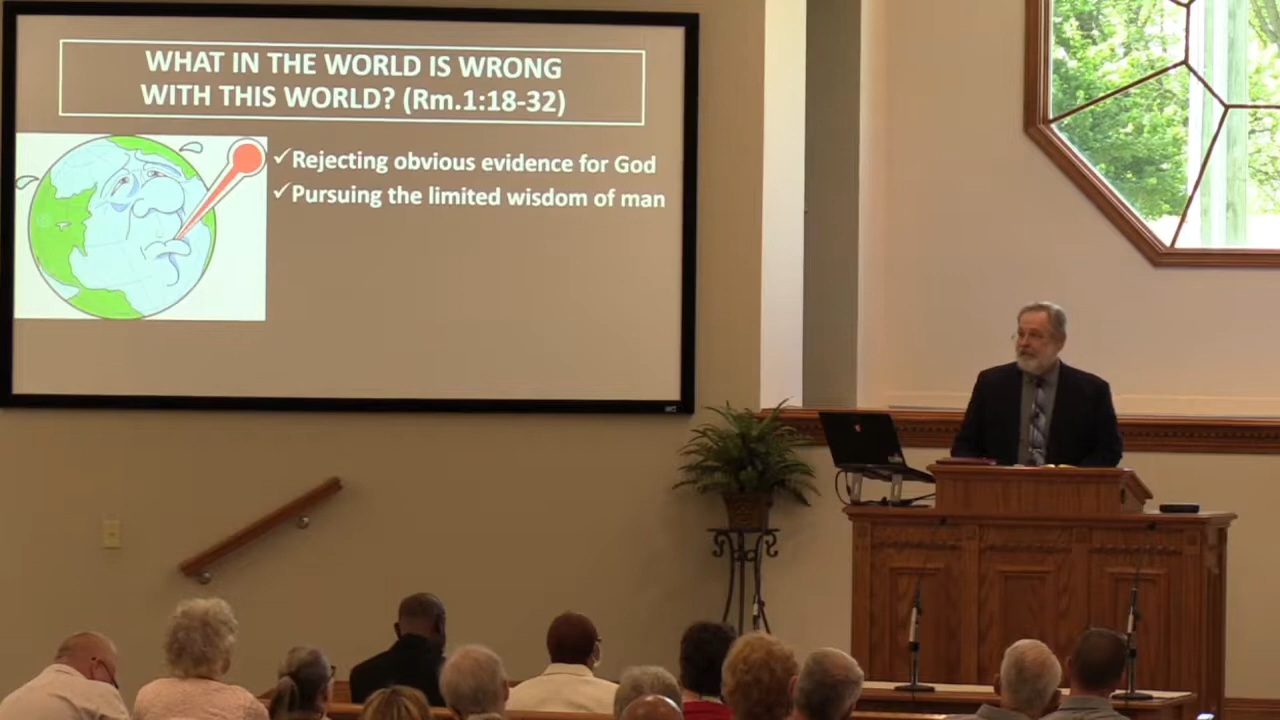 WHAT IN THE WORLD IS WRONG
WITH THIS WORLD? (Rm.1:18-32)
✓Rejecting obvious evidence for God
✓Pursuing the limited wisdom of man